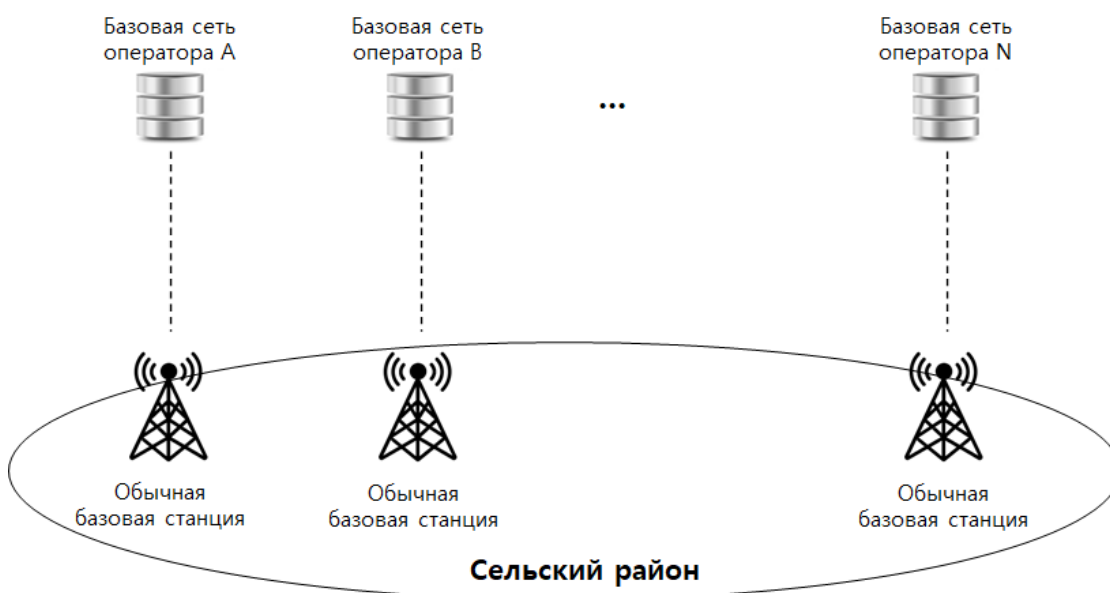 Базовая сеть
оператора А
Базовая сеть
оператора В
...
Базовая сеть
оператора N
Обычная
базовая станция
Обычная
базовая станция
Обычная
базовая станция
Сельский район